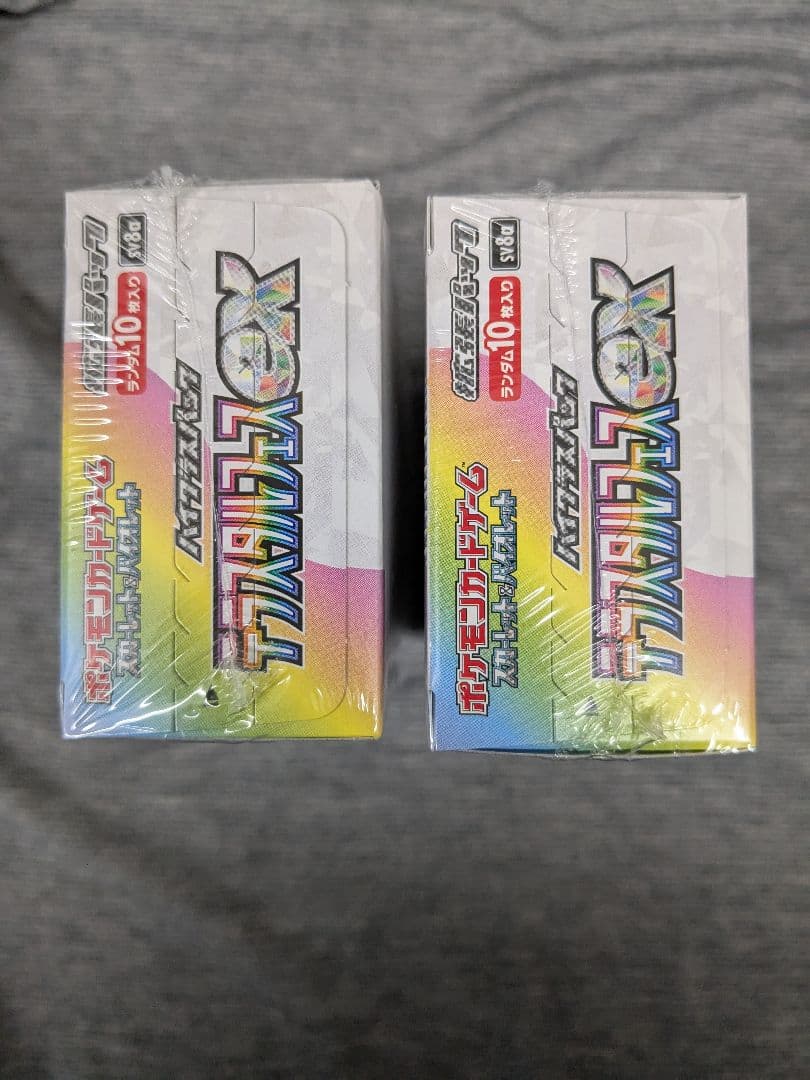 ポケモンカードゲーム
スカーレット&バイオレット
拡張パック
sv8a
ランダム10枚入り
ハイクラスパック
テラスタルフェスex
ポケモンカードゲーム
スカーレット&バイオレット
拡張パック
sv8a
ランダム10枚入り
ハイクラスパック
テラスタルフェスex